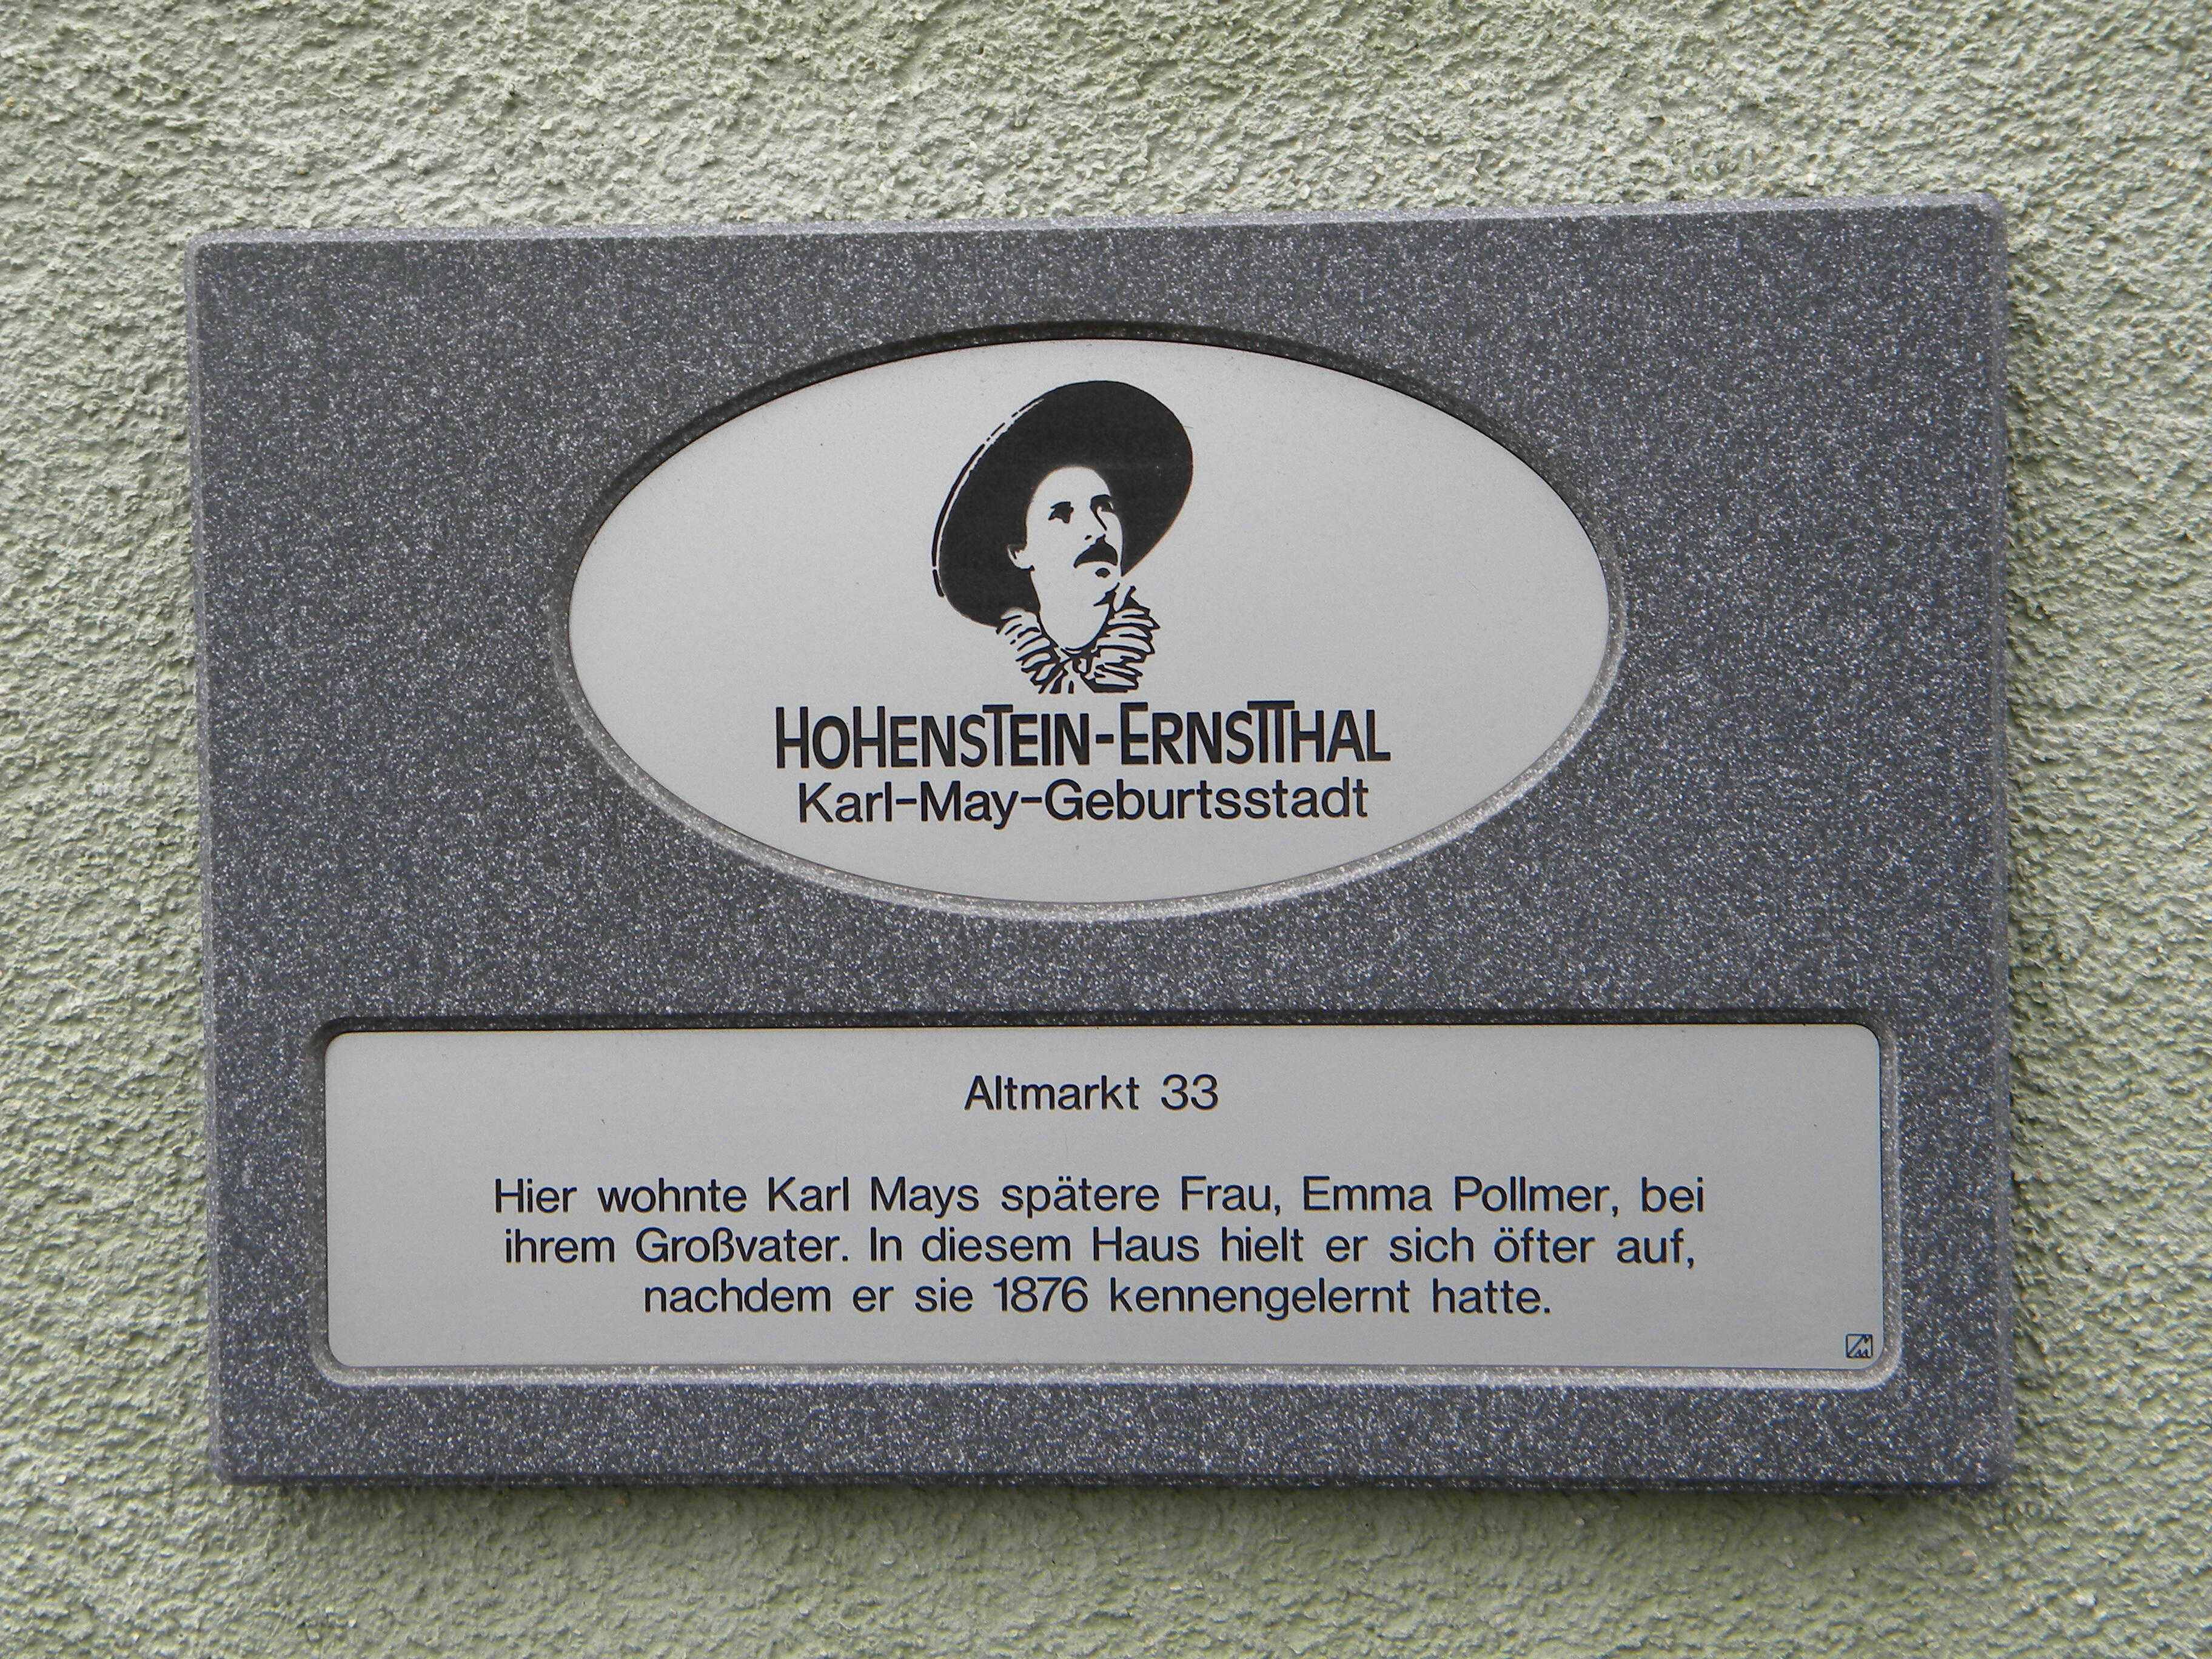 HOHENSTEIN-ERNSTTHAL
Karl-May-Geburtsstadt
Altmarkt 33
Hier wohnte Karl Mays spätere Frau, Emma Pollmer, bei
ihrem Großvater. In diesem Haus hielt er sich öfter auf,
nachdem er sie 1876 kennengelernt hatte.